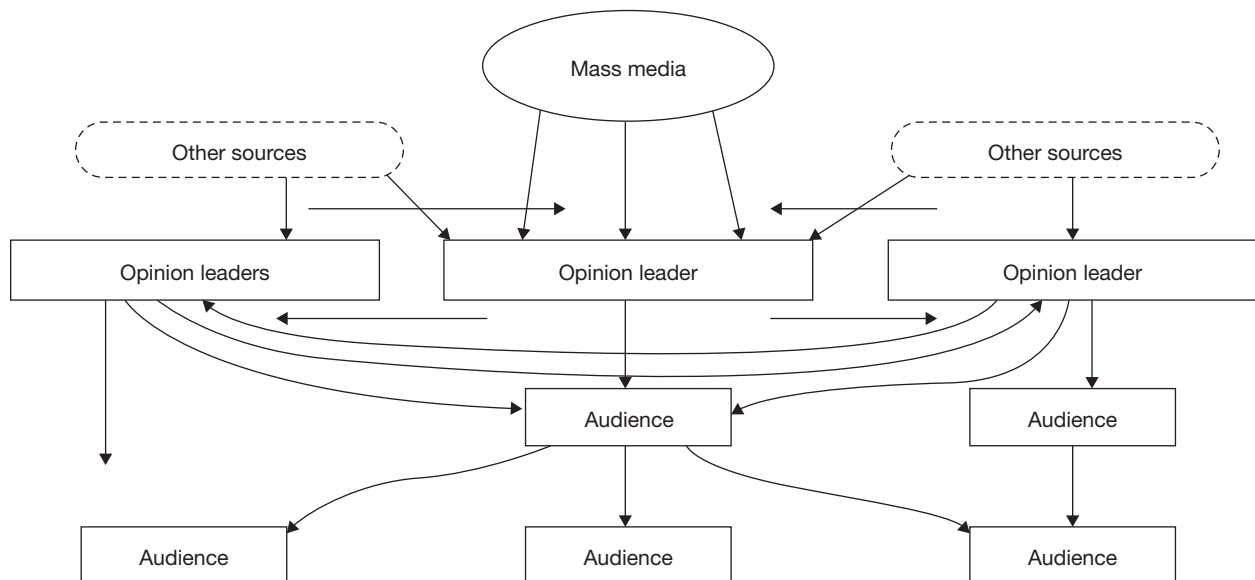 Mass media
Other sources
Other sources
Opinion leaders
Opinion leader
Opinion leader
Audience
Audience
Audience
Audience
Audience